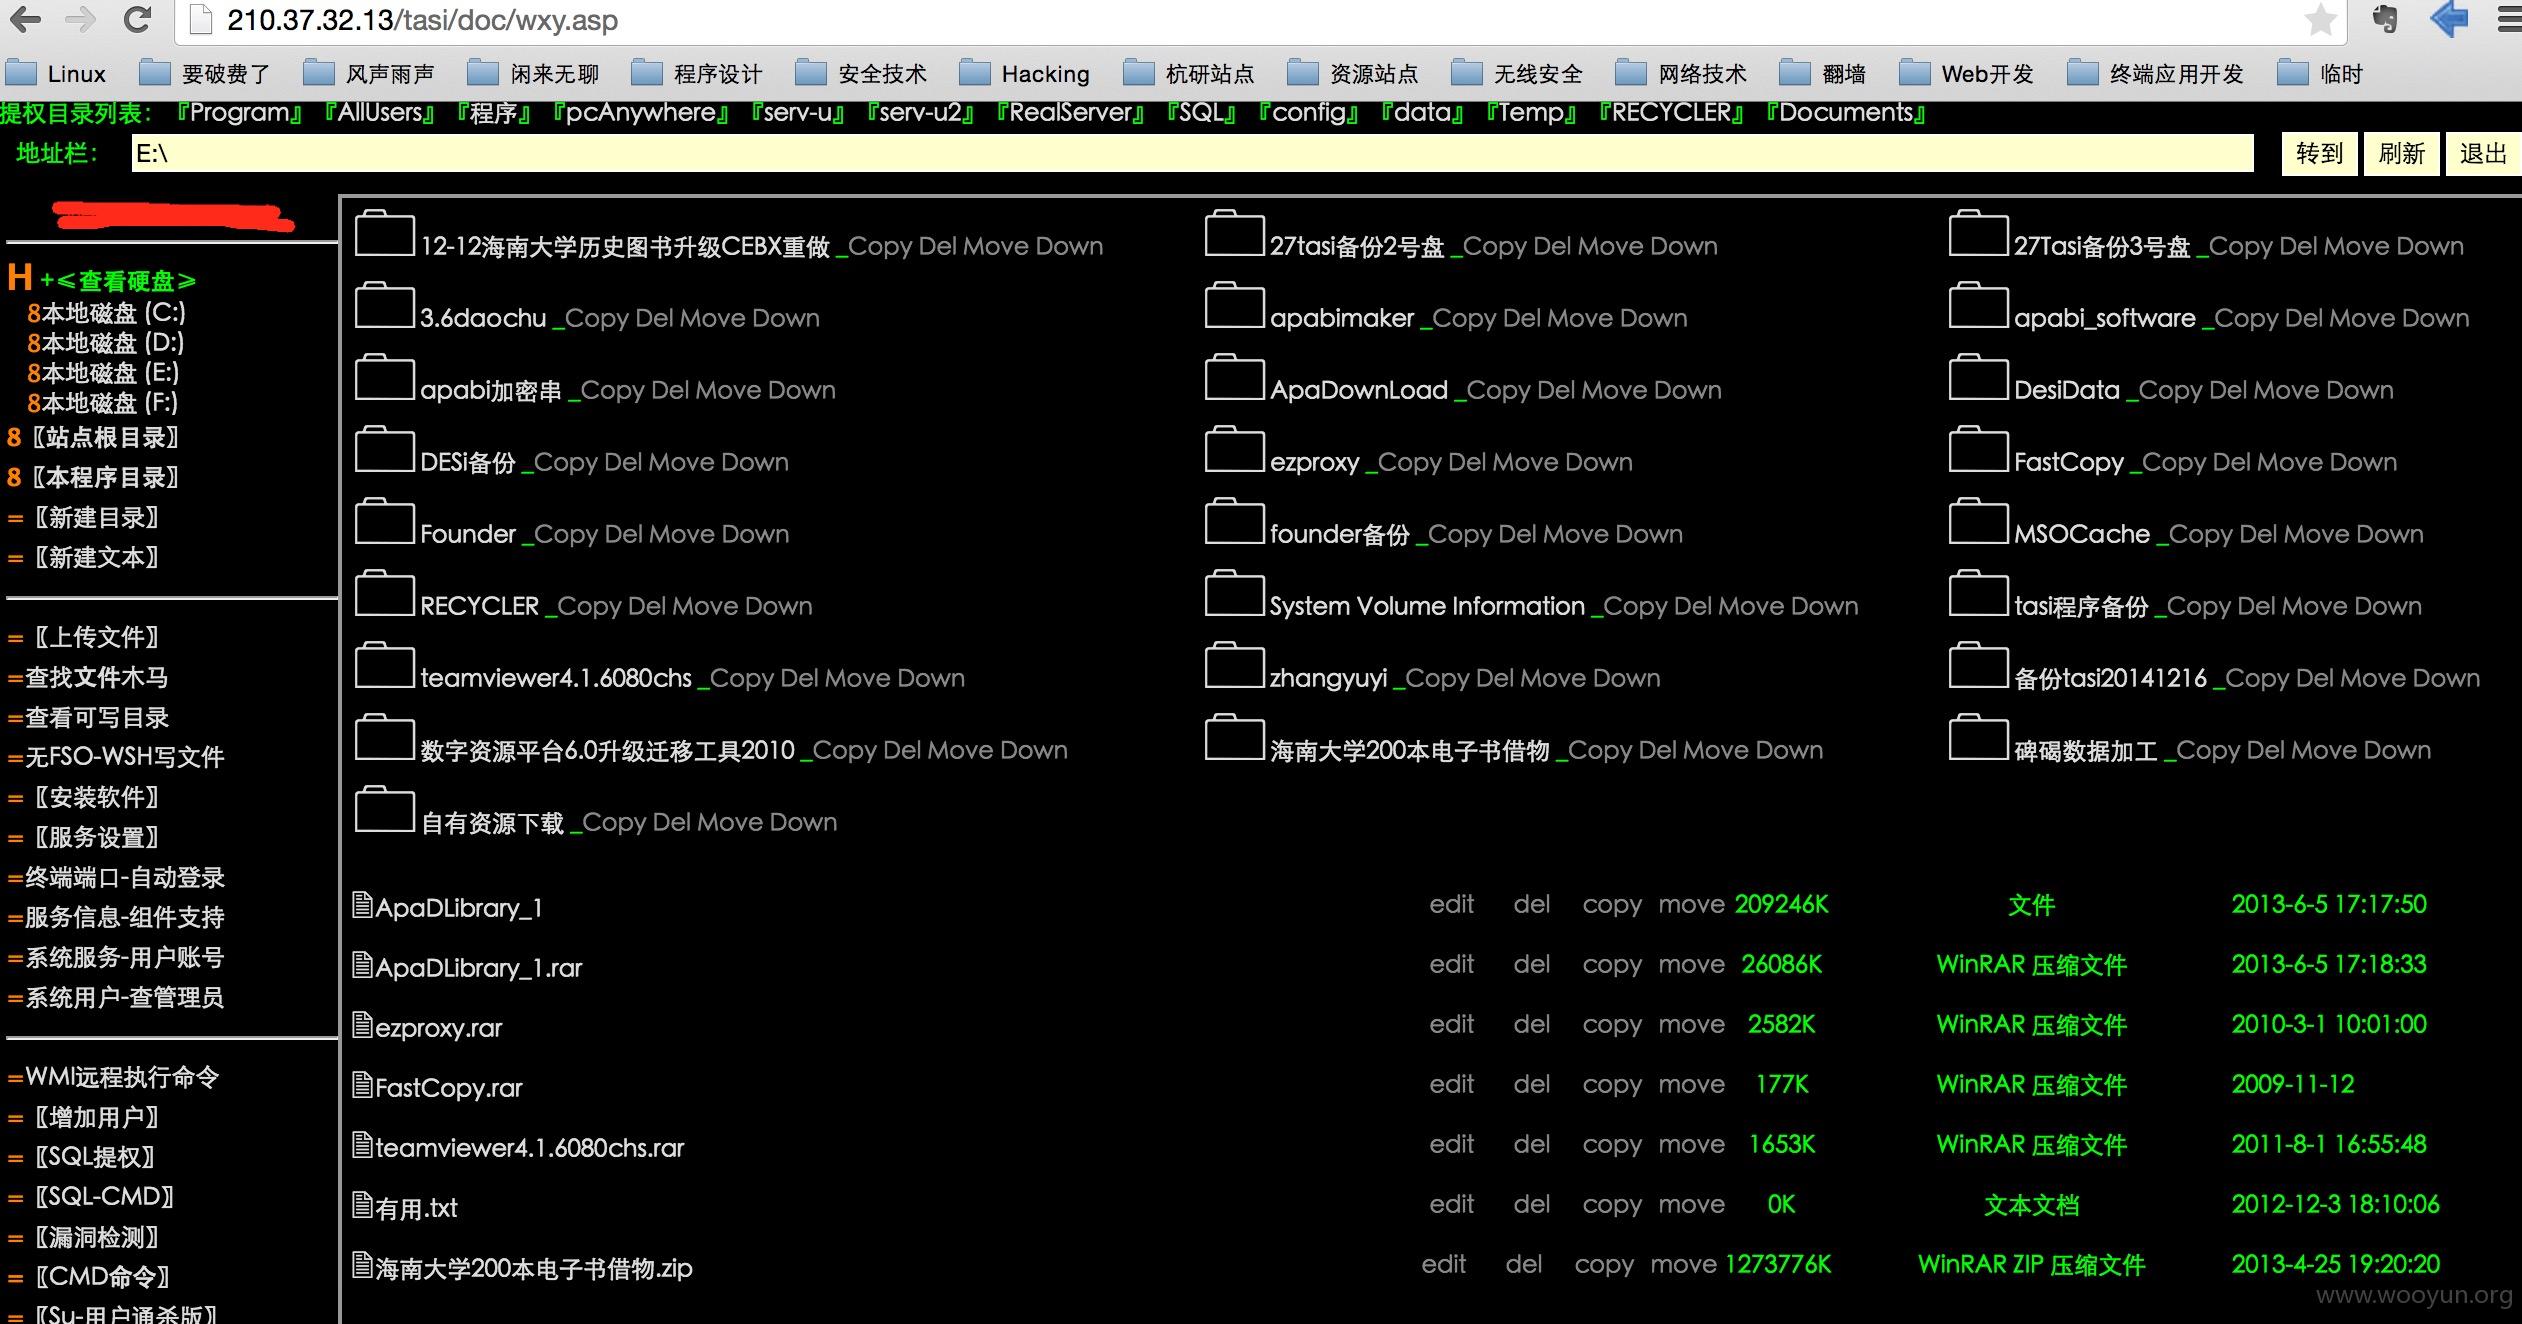 210.37.32.13/tasi/doc/wxy.asp
Linux 要破费了 风声雨声 闲来无聊 程序设计 安全技术 Hacking 杭研站点 资源站点 无线安全 网络技术 翻墙 Web开发 终端应用开发 临时
提权目录列表： 『Program』 『AllUsers』 『程序』 『pcAnywhere』 『serv-u』 『serv-u2』 『RealServer』 『SQL』 『config』 『data』 『Temp』 『RECYCLER』 『Documents』
地址栏： E:\ 转到 刷新 退出
H +≤查看硬盘≥
8本地磁盘 (C:)
8本地磁盘 (D:)
8本地磁盘 (E:)
8本地磁盘 (F:)
8〖站点根目录〗
8〖本程序目录〗
=〖新建目录〗
=〖新建文本〗
=〖上传文件〗
=查找文件木马
=查看可写目录
=无FSO-WSH写文件
=〖安装软件〗
=〖服务设置〗
=终端端口-自动登录
=服务信息-组件支持
=系统服务-用户账号
=系统用户-查管理员
=WMI远程执行命令
=〖增加用户〗
=〖SQL提权〗
=〖SQL-CMD〗
=〖漏洞检测〗
=〖CMD命令〗
=〖Su-用户通杀版〗
12-12海南大学历史图书升级CEBX重做 _Copy Del Move Down 27tasi备份2号盘 _Copy Del Move Down 27Tasi备份3号盘 _Copy Del Move Down
3.6daochu _Copy Del Move Down apabimaker _Copy Del Move Down apabi_software _Copy Del Move Down
apabi加密串 _Copy Del Move Down ApaDownLoad _Copy Del Move Down DesiData _Copy Del Move Down
DESi备份 _Copy Del Move Down ezproxy _Copy Del Move Down FastCopy _Copy Del Move Down
Founder _Copy Del Move Down founder备份 _Copy Del Move Down MSOCache _Copy Del Move Down
RECYCLER _Copy Del Move Down System Volume Information _Copy Del Move Down tasi程序备份 _Copy Del Move Down
teamviewer4.1.6080chs _Copy Del Move Down zhangyuyi _Copy Del Move Down 备份tasi20141216 _Copy Del Move Down
数字资源平台6.0升级迁移工具2010 _Copy Del Move Down 海南大学200本电子书借物 _Copy Del Move Down 碑碣数据加工 _Copy Del Move Down
自有资源下载 _Copy Del Move Down
ApaDLibrary_1 edit del copy move 209246K 文件 2013-6-5 17:17:50
ApaDLibrary_1.rar edit del copy move 26086K WinRAR 压缩文件 2013-6-5 17:18:33
ezproxy.rar edit del copy move 2582K WinRAR 压缩文件 2010-3-1 10:01:00
FastCopy.rar edit del copy move 177K WinRAR 压缩文件 2009-11-12
teamviewer4.1.6080chs.rar edit del copy move 1653K WinRAR 压缩文件 2011-8-1 16:55:48
有用.txt edit del copy move 0K 文本文档 2012-12-3 18:10:06
海南大学200本电子书借物.zip edit del copy move 1273776K WinRAR ZIP 压缩文件 2013-4-25 19:20:20
www.wooyun.org